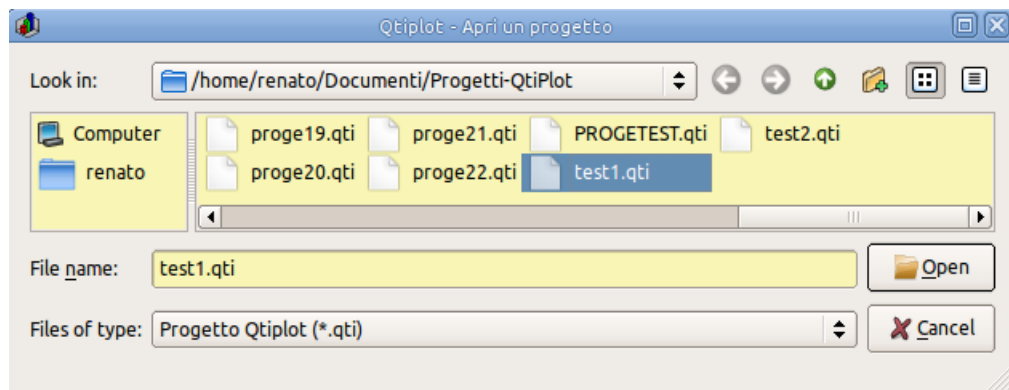 Qtiplot - Apri un progetto
Look in: /home/renato/Documenti/Progetti-QtiPlot
Computer
renato
proge19.qti proge21.qti PROGETEST.qti test2.qti
proge20.qti proge22.qti test1.qti
File name: test1.qti Open
Files of type: Progetto Qtiplot (*.qti) Cancel